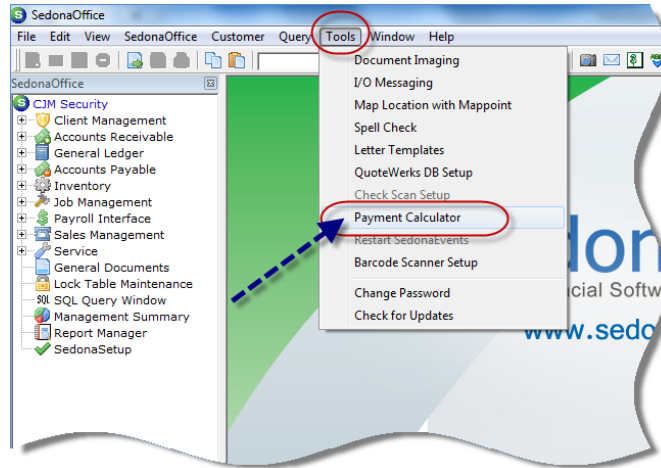 SedonaOffice
File Edit View SedonaOffice Customer Query Tools Window Help
SedonaOffice
CJM Security
Client Management
Accounts Receivable
General Ledger
Accounts Payable
Inventory
Job Management
Payroll Interface
Sales Management
Service
General Documents
Lock Table Maintenance
SQL SQL Query Window
Management Summary
Report Manager
SedonaSetup
Document Imaging
I/O Messaging
Map Location with Mappoint
Spell Check
Letter Templates
QuoteWerks DB Setup
Check Scan Setup
Payment Calculator
Restart SedonaEvents
Barcode Scanner Setup
Change Password
Check for Updates
don
cial Softw
www.sedo